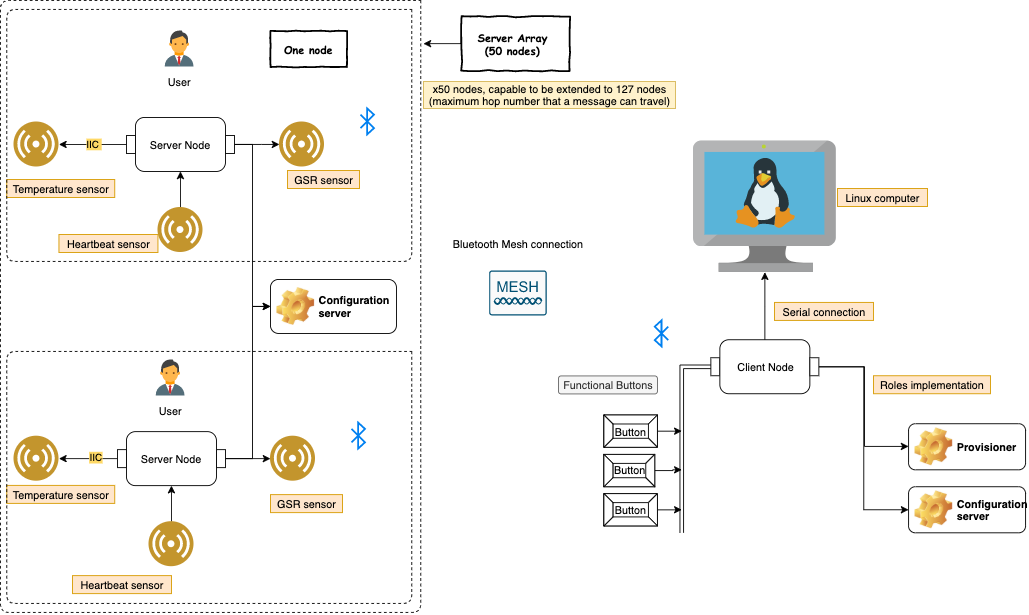 One node
User
Server Array
(50 nodes)
x50 nodes, capable to be extended to 127 nodes
(maximum hop number that a message can travel)
IIC
Server Node
GSR sensor
Temperature sensor
Heartbeat sensor
Configuration
server
User
IIC
Server Node
Temperature sensor
GSR sensor
Heartbeat sensor
Bluetooth Mesh connection
MESH
Linux computer
Serial connection
Client Node
Functional Buttons
Roles implementation
Button
Button
Button
Provisioner
Configuration
server